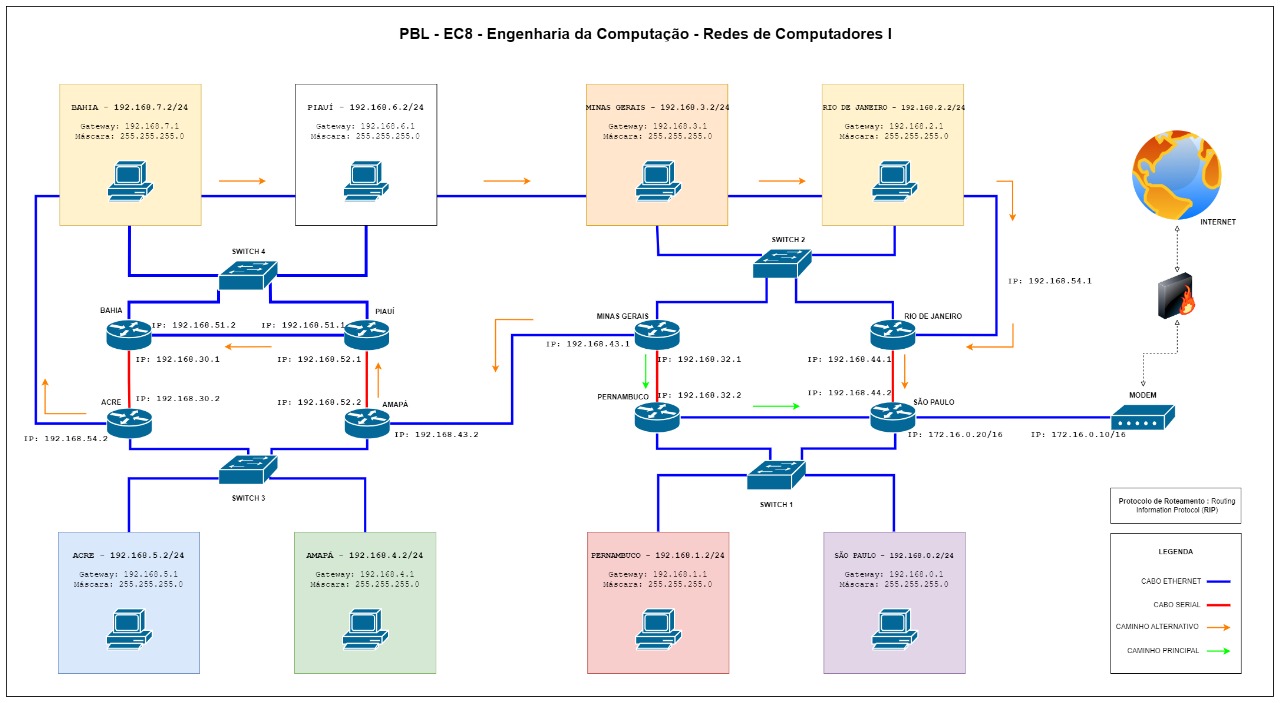 PBL - EC8 - Engenharia da Computação - Redes de Computadores I
BAHIA - 192.168.7.2/24
Gateway: 192.168.7.1
Máscara: 255.255.255.0
PIAUÍ - 192.168.6.2/24
Gateway: 192.168.6.1
Máscara: 255.255.255.0
MINAS GERAIS - 192.168.3.2/24
Gateway: 192.168.3.1
Máscara: 255.255.255.0
RIO DE JANEIRO - 192.168.2.2/24
Gateway: 192.168.2.1
Máscara: 255.255.255.0
INTERNET
SWITCH 4
SWITCH 2
IP: 192.168.54.1
BAHIA
PIAUÍ
MINAS GERAIS
RIO DE JANEIRO
IP: 192.168.51.2
IP: 192.168.51.1
IP: 192.168.43.1
IP: 192.168.30.1
IP: 192.168.52.1
IP: 192.168.32.1
IP: 192.168.44.1
IP: 192.168.30.2
IP: 192.168.52.2
IP: 192.168.32.2
IP: 192.168.44.2
ACRE
AMAPÁ
PERNAMBUCO
SÃO PAULO
MODEM
IP: 192.168.54.2
IP: 192.168.43.2
IP: 172.16.0.20/16
IP: 172.16.0.10/16
SWITCH 3
SWITCH 1
ACRE - 192.168.5.2/24
Gateway: 192.168.5.1
Máscara: 255.255.255.0
AMAPÁ - 192.168.4.2/24
Gateway: 192.168.4.1
Máscara: 255.255.255.0
PERNAMBUCO - 192.168.1.2/24
Gateway: 192.168.1.1
Máscara: 255.255.255.0
SÃO PAULO - 192.168.0.2/24
Gateway: 192.168.0.1
Máscara: 255.255.255.0
Protocolo de Roteamento : Routing
Information Protocol (RIP)
LEGENDA
CABO ETHERNET
CABO SERIAL
CAMINHO ALTERNATIVO
CAMINHO PRINCIPAL